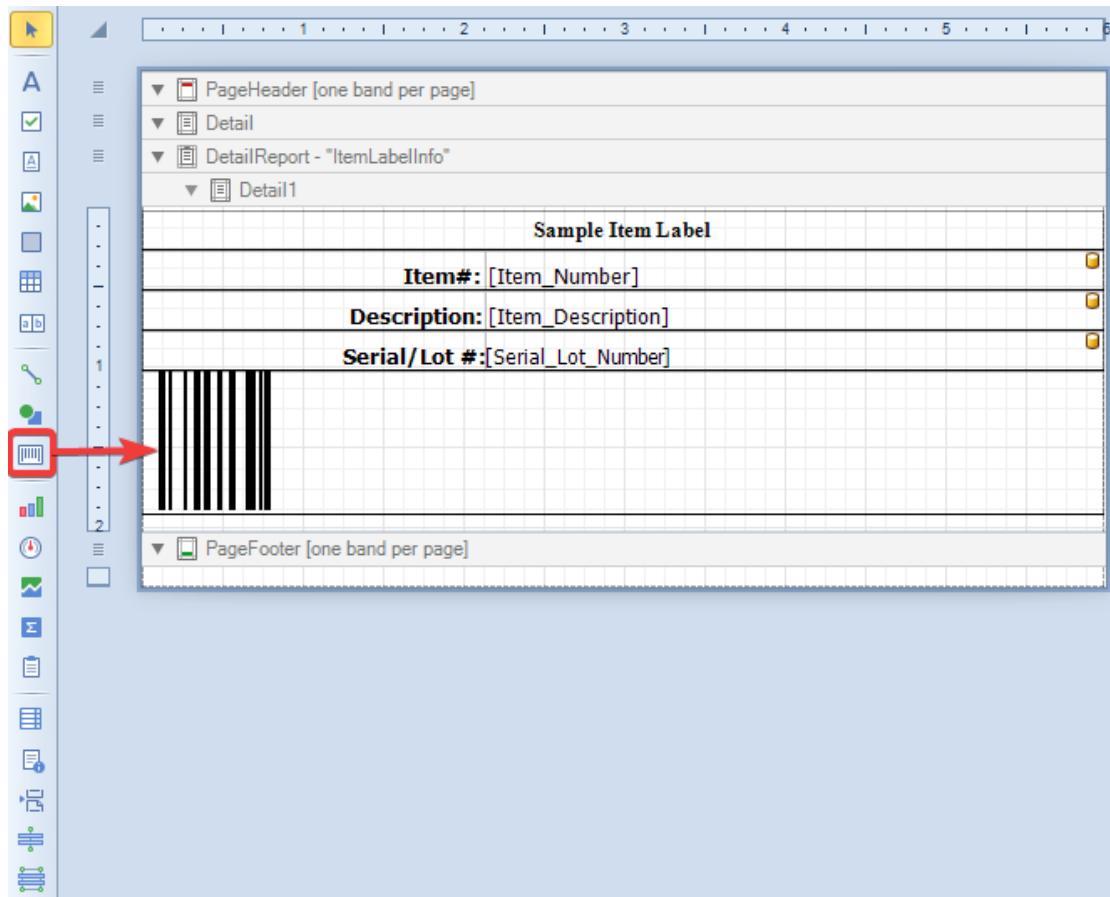 1 2 3 4 5 6
PageHeader [one band per page]
Detail
DetailReport - "ItemLabelInfo"
Detail1
Sample Item Label
Item#: [Item_Number]
Description: [Item_Description]
Serial/Lot #:[Serial_Lot_Number]
1
2
PageFooter [one band per page]
A
A
a b
Σ